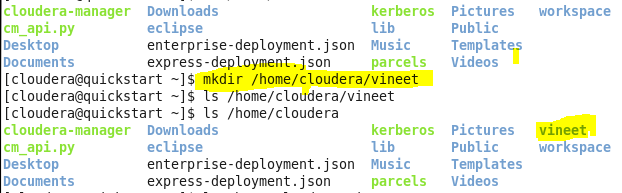 cloudera-manager Downloads kerberos Pictures workspace
cm_api.py eclipse lib Public
Desktop enterprise-deployment.json Music Templates
Documents express-deployment.json parcels Videos
[cloudera@quickstart ~]$ mkdir /home/cloudera/vineet
[cloudera@quickstart ~]$ ls /home/cloudera/vineet
[cloudera@quickstart ~]$ ls /home/cloudera
cloudera-manager Downloads kerberos Pictures vineet
cm_api.py eclipse lib Public workspace
Desktop enterprise-deployment.json Music Templates
Documents express-deployment.json parcels Videos